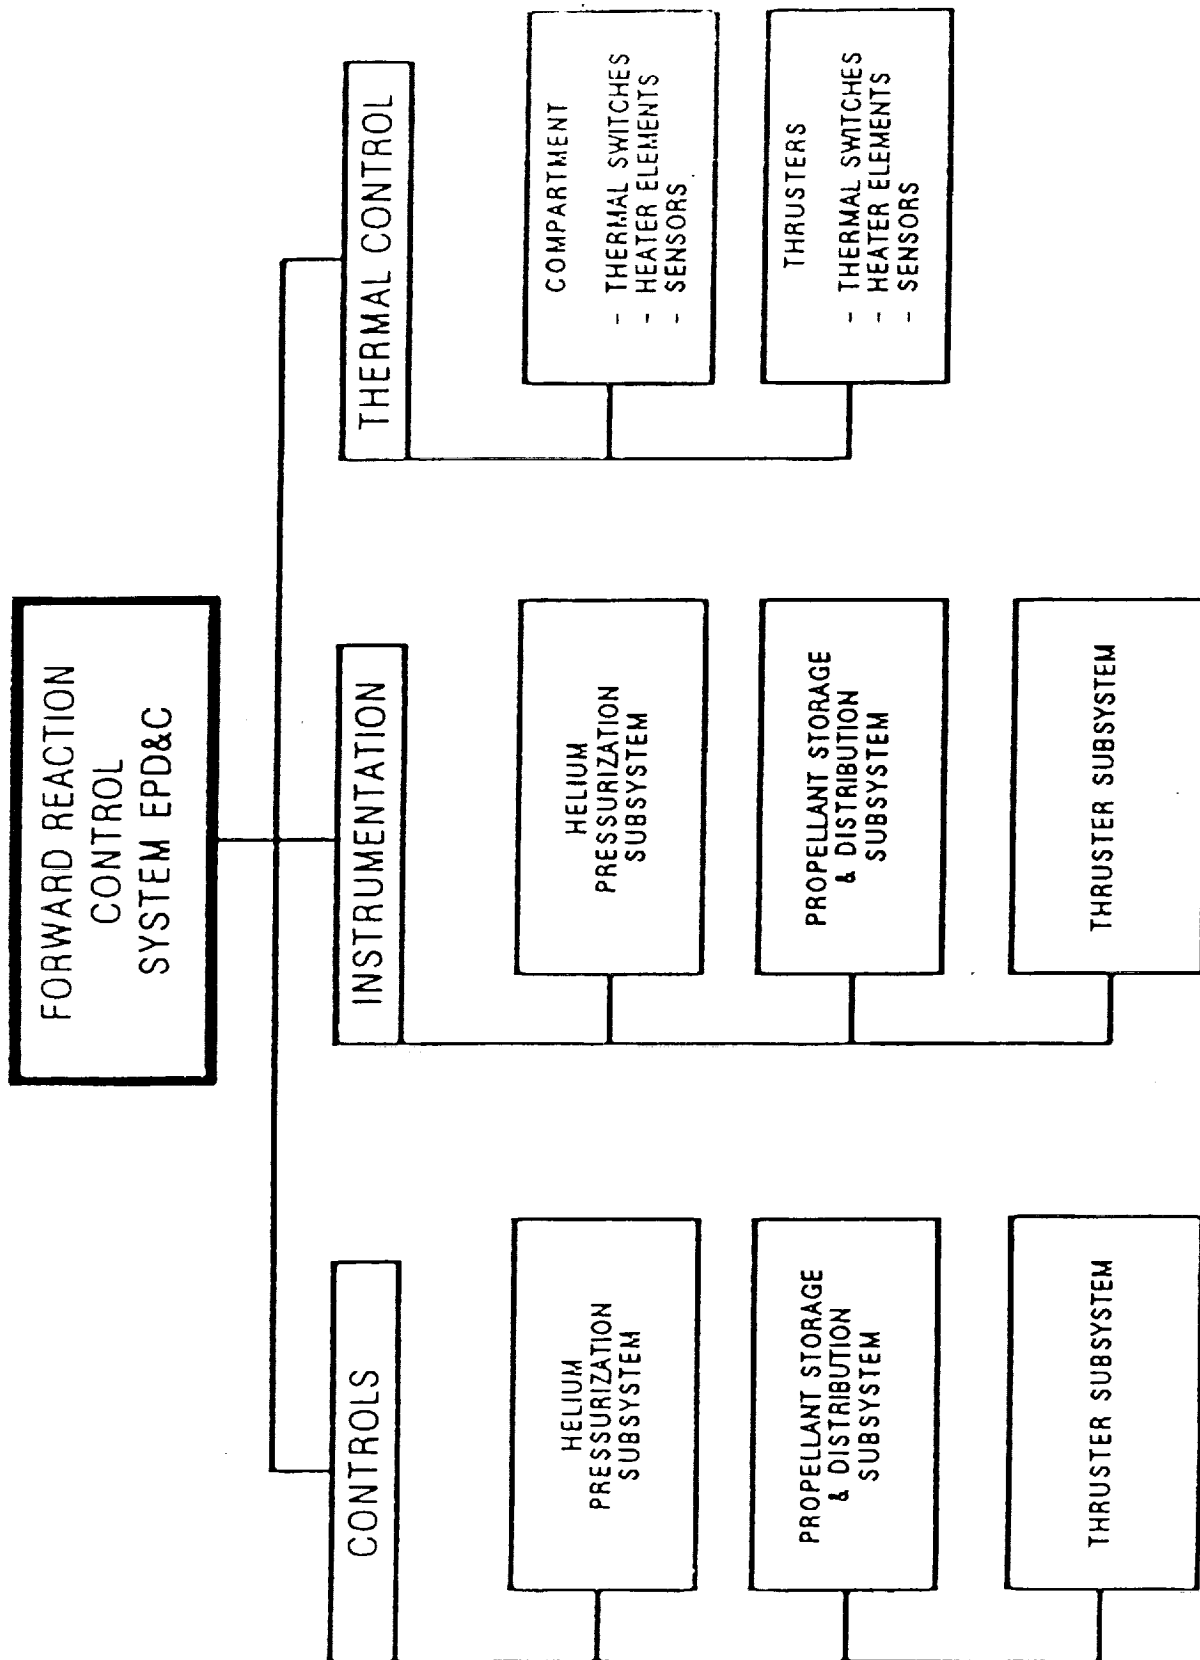 FORWARD REACTION
CONTROL
SYSTEM EPD&C
CONTROLS
HELIUM
PRESSURIZATION
SUBSYSTEM
PROPELLANT STORAGE
& DISTRIBUTION
SUBSYSTEM
THRUSTER SUBSYSTEM
INSTRUMENTATION
HELIUM
PRESSURIZATION
SUBSYSTEM
PROPELLANT STORAGE
& DISTRIBUTION
SUBSYSTEM
THRUSTER SUBSYSTEM
THERMAL CONTROL
COMPARTMENT
- THERMAL SWITCHES
- HEATER ELEMENTS
- SENSORS
THRUSTERS
- THERMAL SWITCHES
- HEATER ELEMENTS
- SENSORS